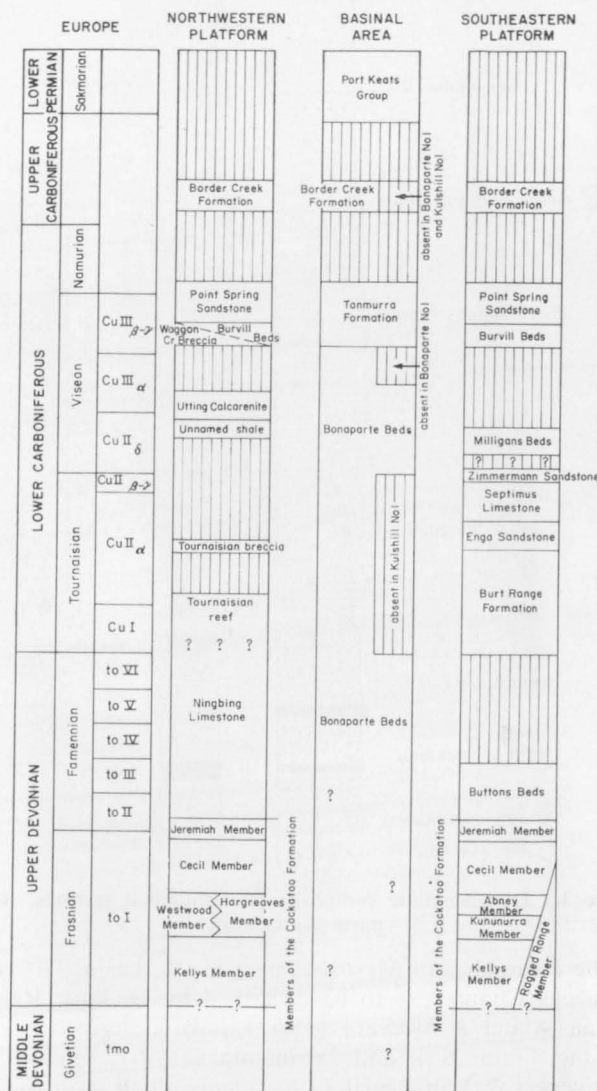 EUROPE
NORTHWESTERN
PLATFORM
BASINAL
AREA
SOUTHEASTERN
PLATFORM
LOWER
PERMIAN
Sakmarian
UPPER
CARBONIFEROUS
LOWER CARBONIFEROUS
Namurian
Visean
Cu III β-γ
Cu III α
Cu II δ
Tournaisian
Cu II β-γ
Cu II α
Cu I
UPPER DEVONIAN
Famennian
to VI
to V
to IV
to III
to II
Frasnian
to I
MIDDLE
DEVONIAN
Givetian
tmo
Border Creek
Formation
Point Spring
Sandstone
Waggon
Cr. Breccia
Burvill
Beds
Utting Calcarenite
Unnamed shale
Tournaisian breccia
Tournaisian
reef
? ? ?
Ningbing
Limestone
Jeremiah Member
Cecil Member
Westwood
Member
Hargreaves
Member
Kellys Member
? ?
Members of the Cockatoo Formation
Port Keats
Group
Border Creek
Formation
absent in Bonaparte No1
and Kulshill No1
Tanmurra
Formation
absent in Bonaparte No1
Bonaparte Beds
absent in Kulshill No1
Bonaparte Beds
?
?
?
?
Members of the Cockatoo Formation
Border Creek
Formation
Point Spring
Sandstone
Burvill Beds
Milligans Beds
? ? ?
Zimmermann Sandstone
Septimus
Limestone
Enga Sandstone
Burt Range
Formation
Buttons Beds
Jeremiah Member
Cecil Member
Abney
Member
Kununurra
Member
Kellys
Member
Ragged Range
Member
? ?